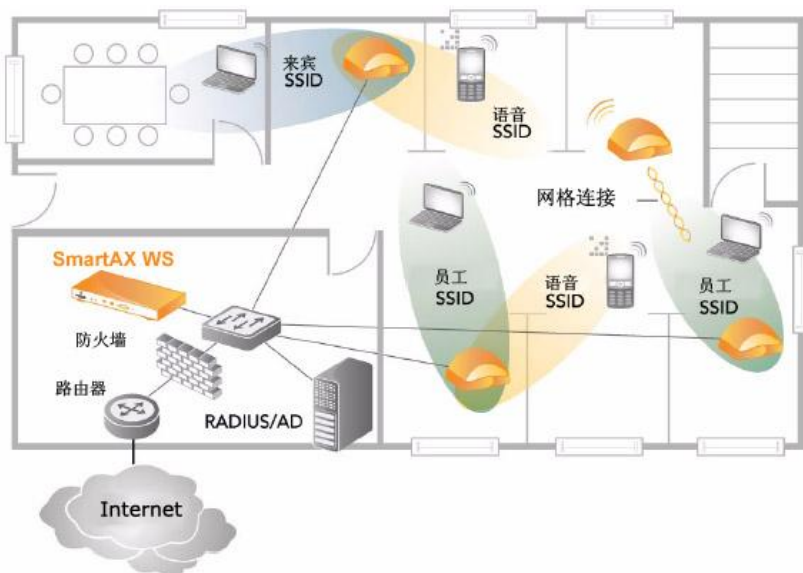 来宾
SSID
语音
SSID
网格连接
SmartAX WS
员工
SSID
语音
SSID
员工
SSID
防火墙
路由器
RADIUS/AD
Internet